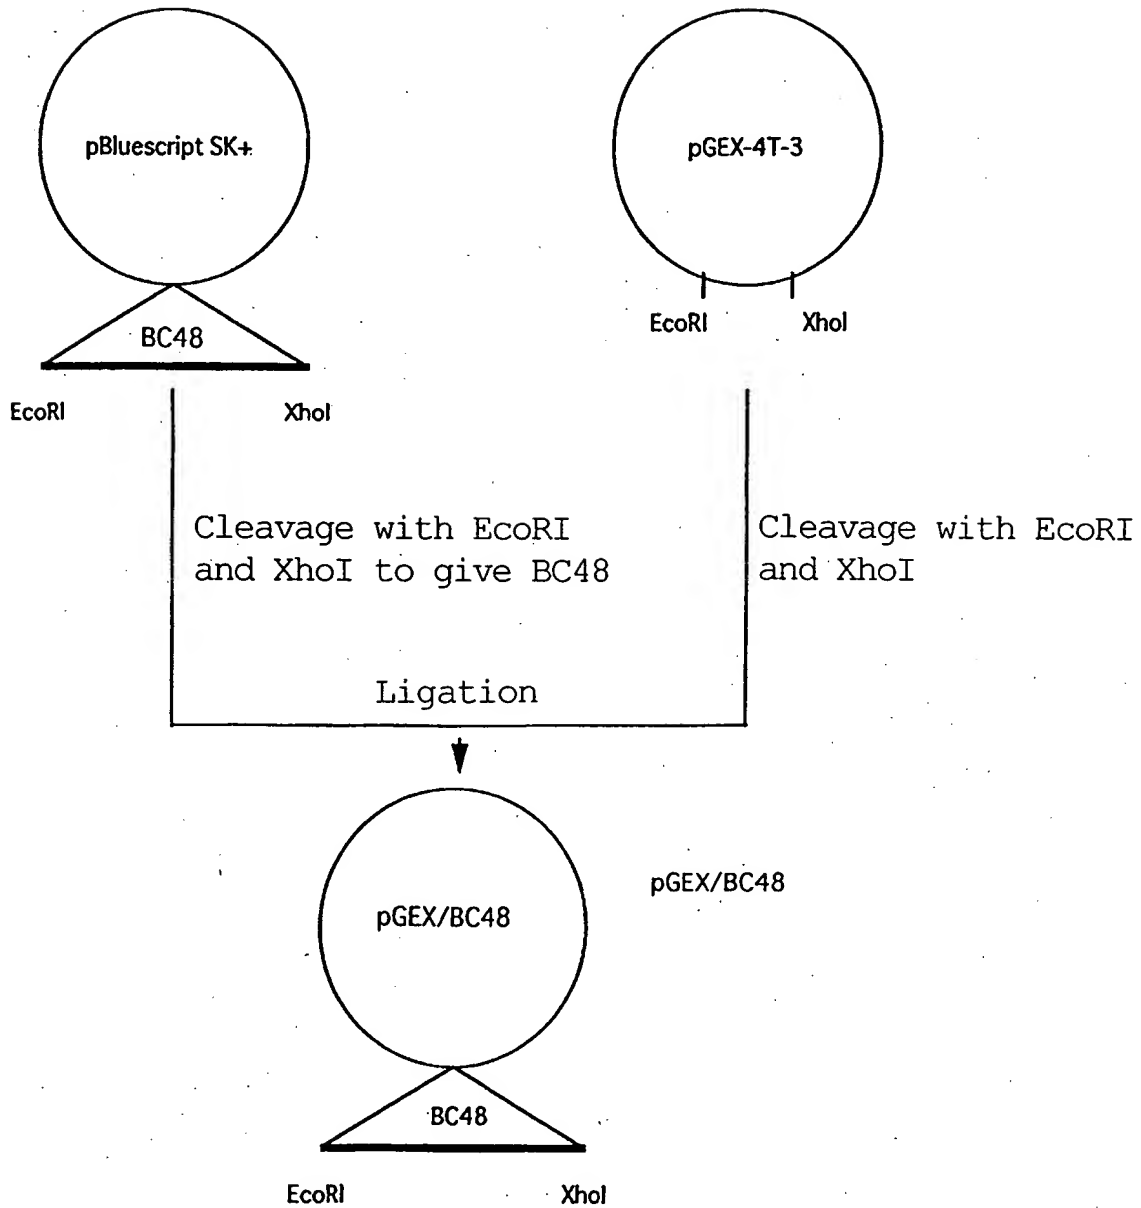 pBluescript SK+
pGEX-4T-3
BC48
EcoRI
XhoI
EcoRI
XhoI
Cleavage with EcoRI
and XhoI to give BC48
Cleavage with EcoRI
and XhoI
Ligation
pGEX/BC48
pGEX/BC48
BC48
EcoRI
XhoI